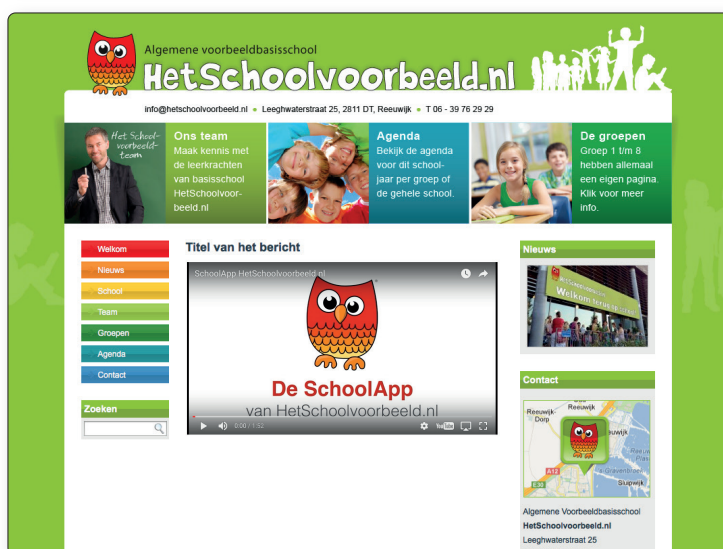 Algemene voorbeeldbasisschool
HetSchoolvoorbeeld.nl
info@hetschoolvoorbeeld.nl • Leeghwaterstraat 25, 2811 DT, Reeuwijk • T 06 - 39 76 29 29
Het School-
voorbeeld-
team
Ons team
Maak kennis met
de leerkrachten
van basisschool
HetSchoolvoor-
beeld.nl
Agenda
Bekijk de agenda
voor dit school-
jaar per groep of
de gehele school.
De groepen
Groep 1 t/m 8
hebben allemaal
een eigen pagina.
Klik voor meer
info.
Welkom
Nieuws
School
Team
Groepen
Agenda
Contact
Zoeken
Titel van het bericht
SchoolApp HetSchoolvoorbeeld.nl
De SchoolApp
van HetSchoolvoorbeeld.nl
0:00 / 1:52
YouTube
Nieuws
Welkom terug
Contact
Reeuwijk-
Dorp
Reeuwijk
A12
E30
Sluipwijk
Algemene Voorbeeldbasisschool
HetSchoolvoorbeeld.nl
Leeghwaterstraat 25